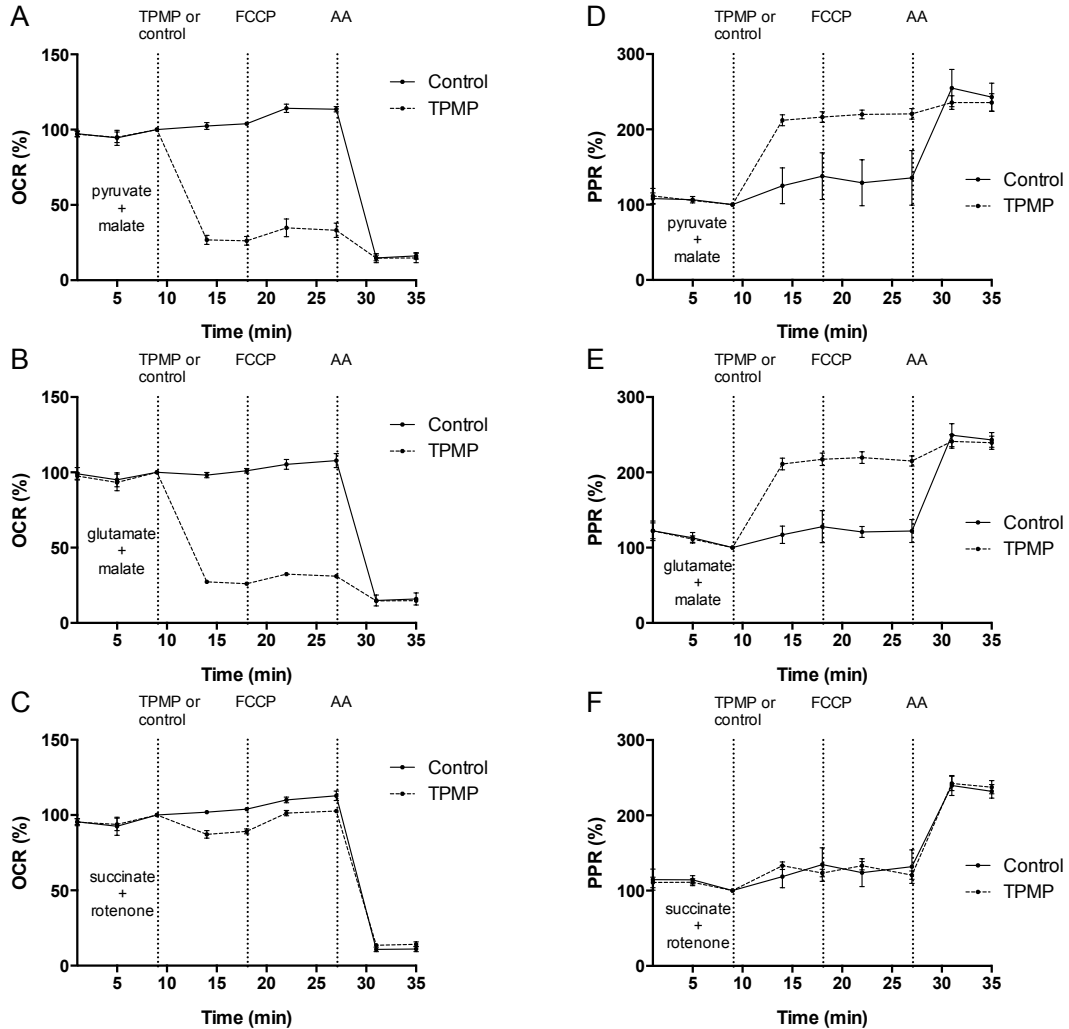 A
TPMP or
control
FCCP
AA
150
100
50
0
OCR (%)
pyruvate
+
malate
Control
TPMP
5 10 15 20 25 30 35
Time (min)
D
TPMP or
control
FCCP
AA
300
200
100
0
PPR (%)
pyruvate
+
malate
Control
TPMP
5 10 15 20 25 30 35
Time (min)
B
TPMP or
control
FCCP
AA
150
100
50
0
OCR (%)
glutamate
+
malate
Control
TPMP
5 10 15 20 25 30 35
Time (min)
E
TPMP or
control
FCCP
AA
300
200
100
0
PPR (%)
glutamate
+
malate
Control
TPMP
5 10 15 20 25 30 35
Time (min)
C
TPMP or
control
FCCP
AA
150
100
50
0
OCR (%)
succinate
+
rotenone
Control
TPMP
5 10 15 20 25 30 35
Time (min)
F
TPMP or
control
FCCP
AA
300
200
100
0
PPR (%)
succinate
+
rotenone
Control
TPMP
5 10 15 20 25 30 35
Time (min)